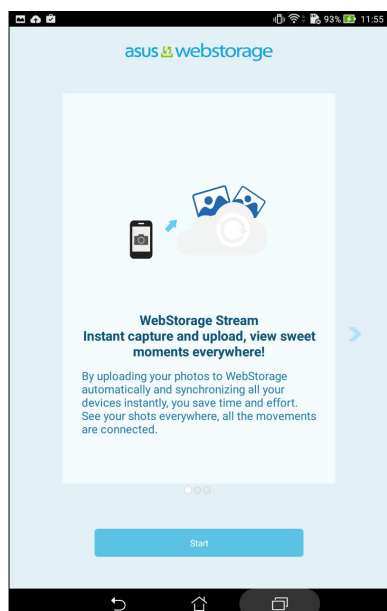 93% 11:55
asus webstorage
WebStorage Stream
Instant capture and upload, view sweet
moments everywhere!
By uploading your photos to WebStorage
automatically and synchronizing all your
devices instantly, you save time and effort.
See your shots everywhere, all the movements
are connected.
Start